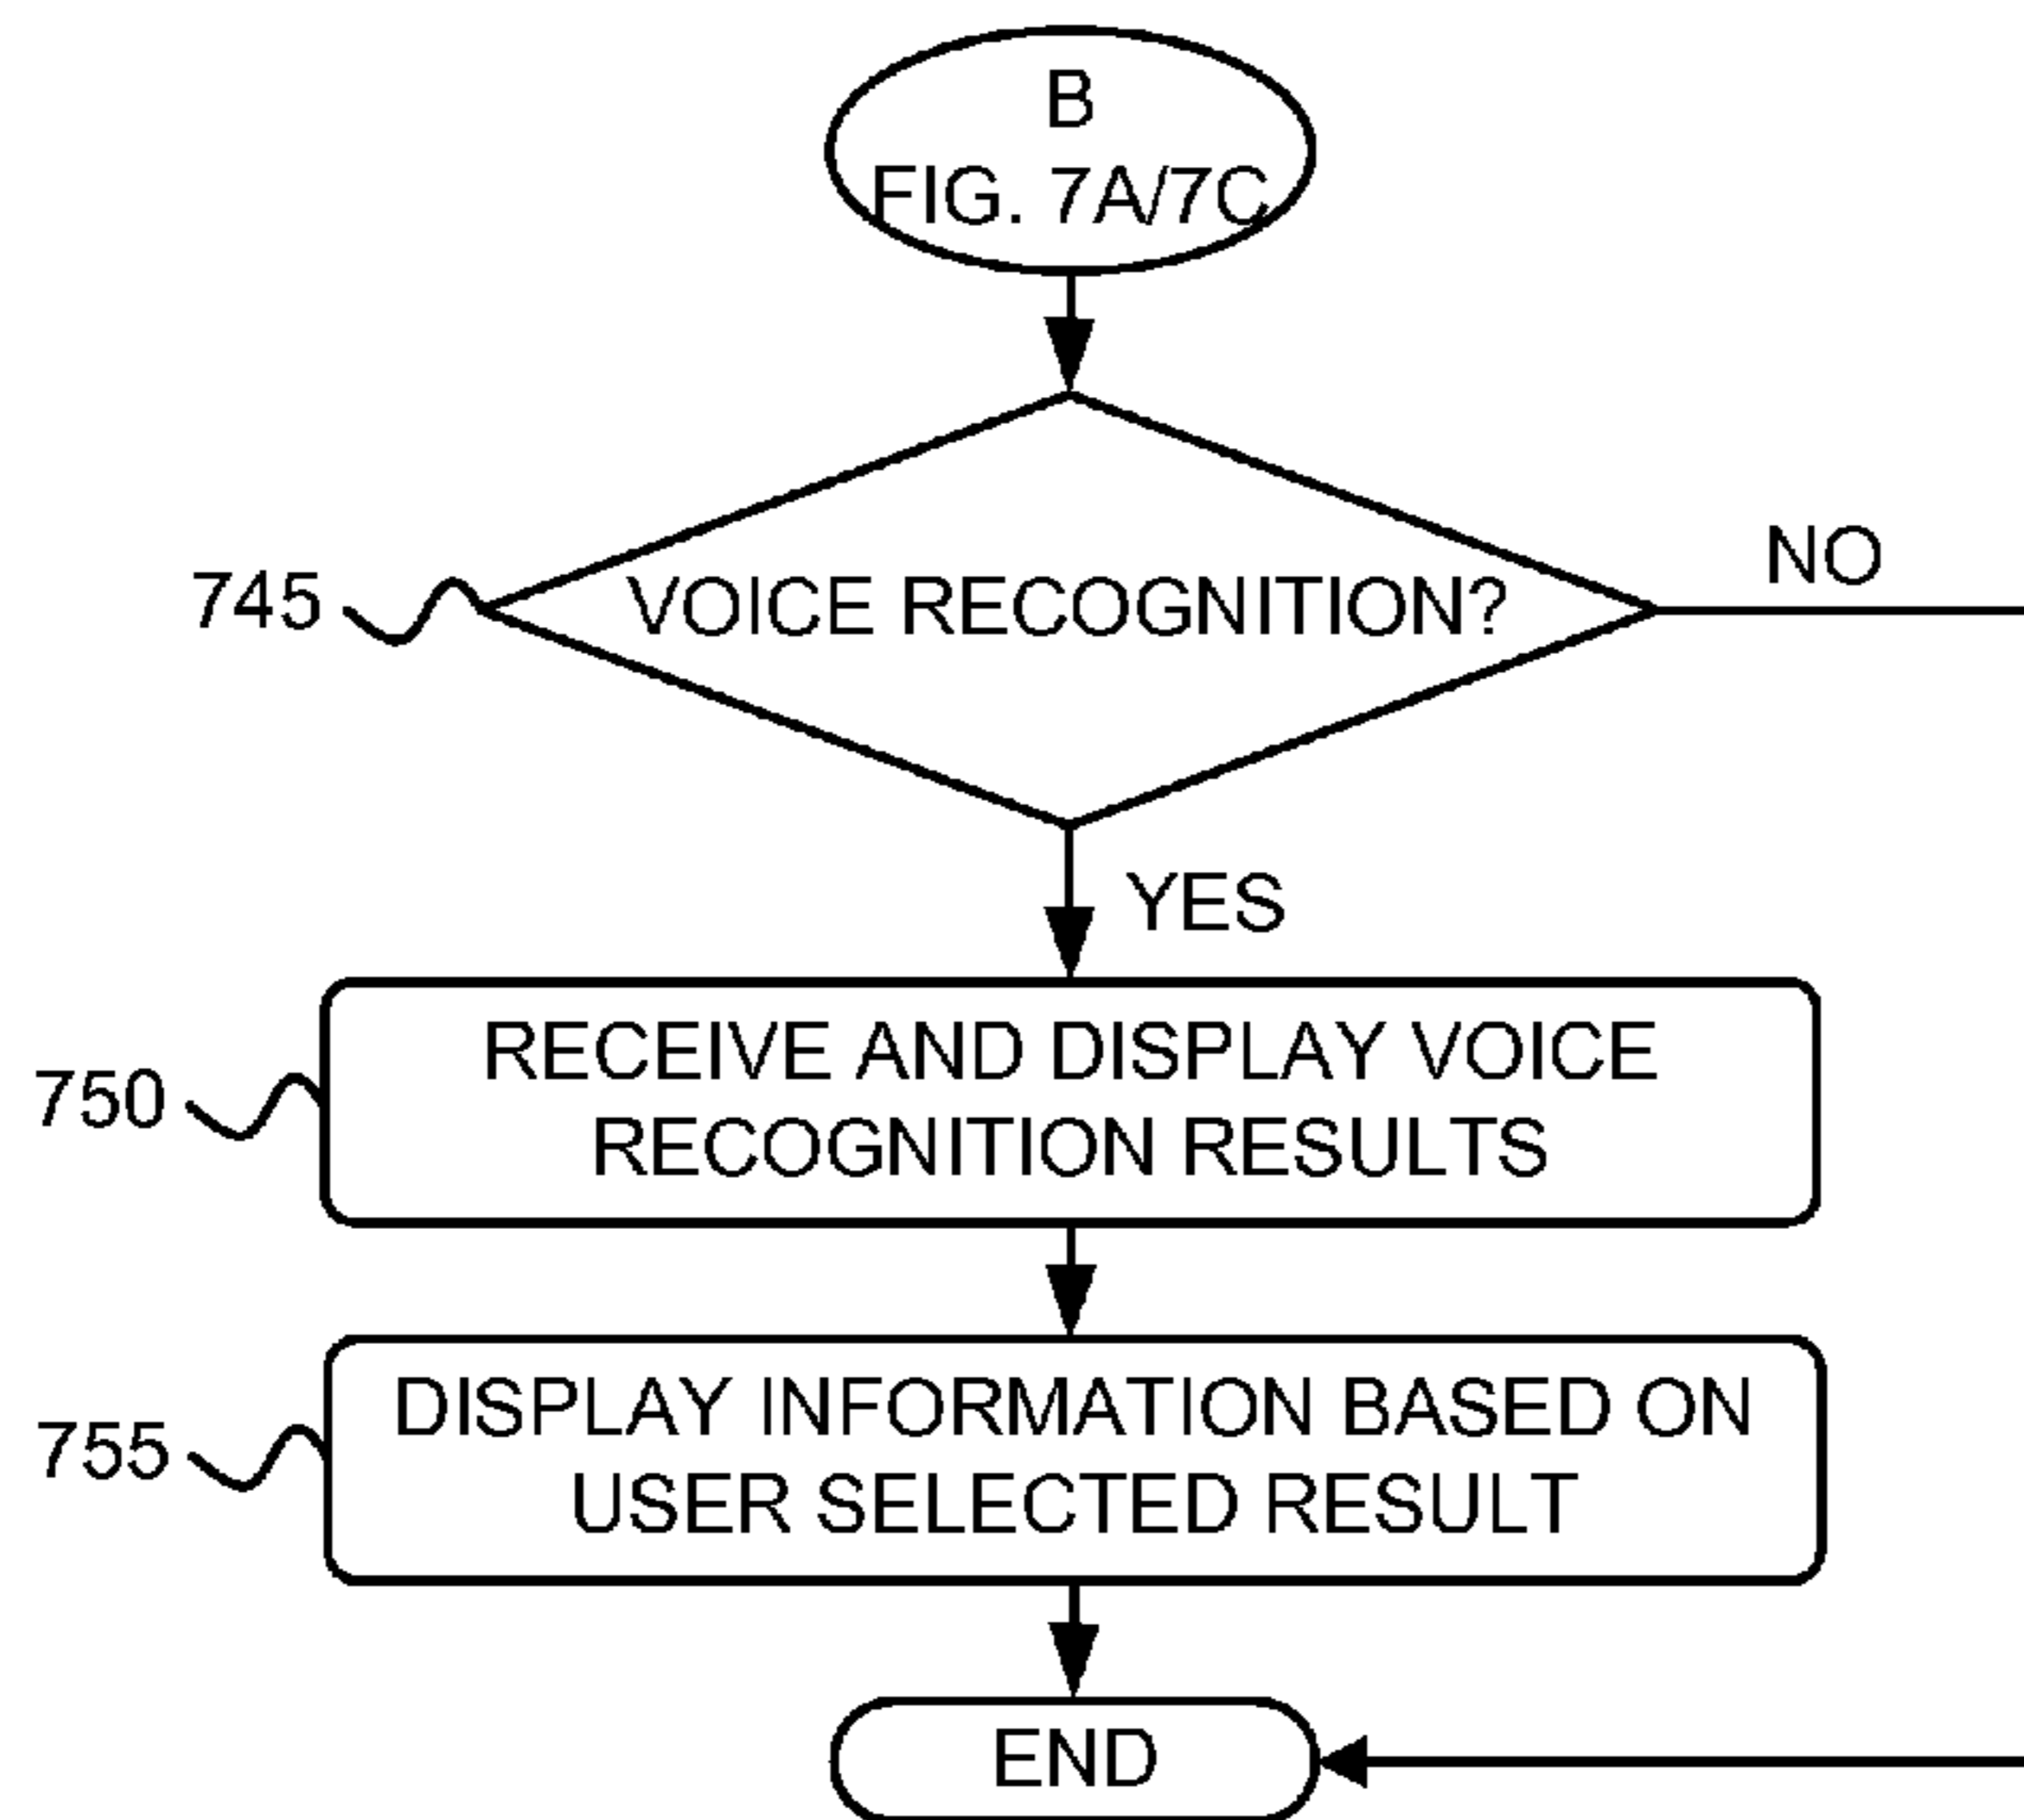 B
FIG. 7A/7C
NO
745
VOICE RECOGNITION?
YES
750
RECEIVE AND DISPLAY VOICE
RECOGNITION RESULTS
755
DISPLAY INFORMATION BASED ON
USER SELECTED RESULT
END